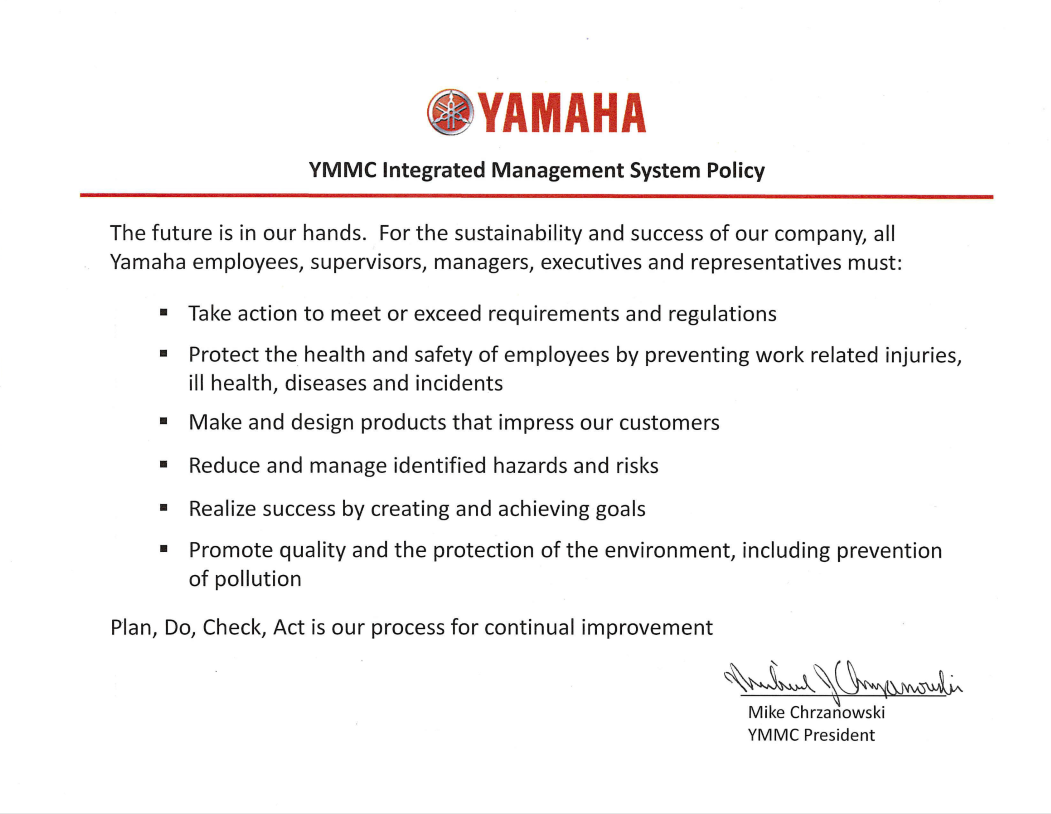 YAMAHA
YMMC Integrated Management System Policy
The future is in our hands.  For the sustainability and success of our company, all
Yamaha employees, supervisors, managers, executives and representatives must:
▪ Take action to meet or exceed requirements and regulations
▪ Protect the health and safety of employees by preventing work related injuries,
ill health, diseases and incidents
▪ Make and design products that impress our customers
▪ Reduce and manage identified hazards and risks
▪ Realize success by creating and achieving goals
▪ Promote quality and the protection of the environment, including prevention
of pollution
Plan, Do, Check, Act is our process for continual improvement
Michael J Chrzanowski
Mike Chrzanowski
YMMC President